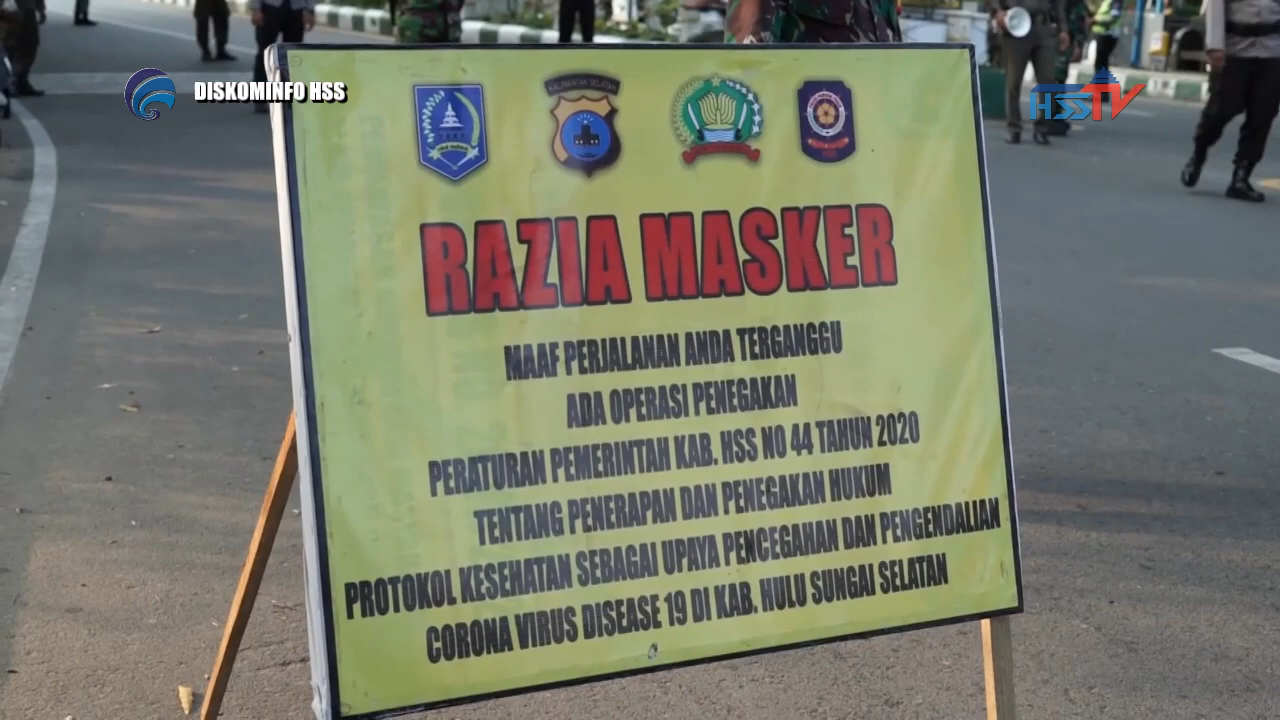 DISKOMINFO HSS
HSSTV
KALIMANTAN SELATAN
RAZIA MASKER
MAAF PERJALANAN ANDA TERGANGGU
ADA OPERASI PENEGAKAN
PERATURAN PEMERINTAH KAB. HSS NO 44 TAHUN 2020
TENTANG PENERAPAN DAN PENEGAKAN HUKUM
PROTOKOL KESEHATAN SEBAGAI UPAYA PENCEGAHAN DAN PENGENDALIAN
CORONA VIRUS DISEASE 19 DI KAB. HULU SUNGAI SELATAN